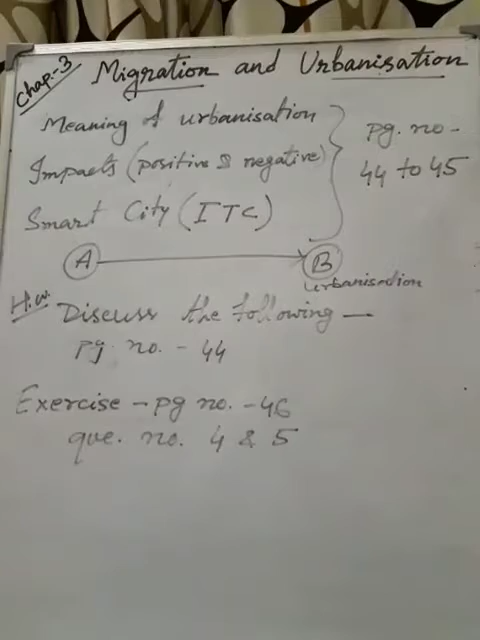 Chap-3
Migration and Urbanisation
Meaning of urbanisation
Impacts (positive & negative)
Smart City (ITC)
pg. no -
44 to 45
A B
urbanisation
H.w.
Discuss the following —
pg. no. - 44
Exercise - pg no. - 46
que. no. 4 & 5